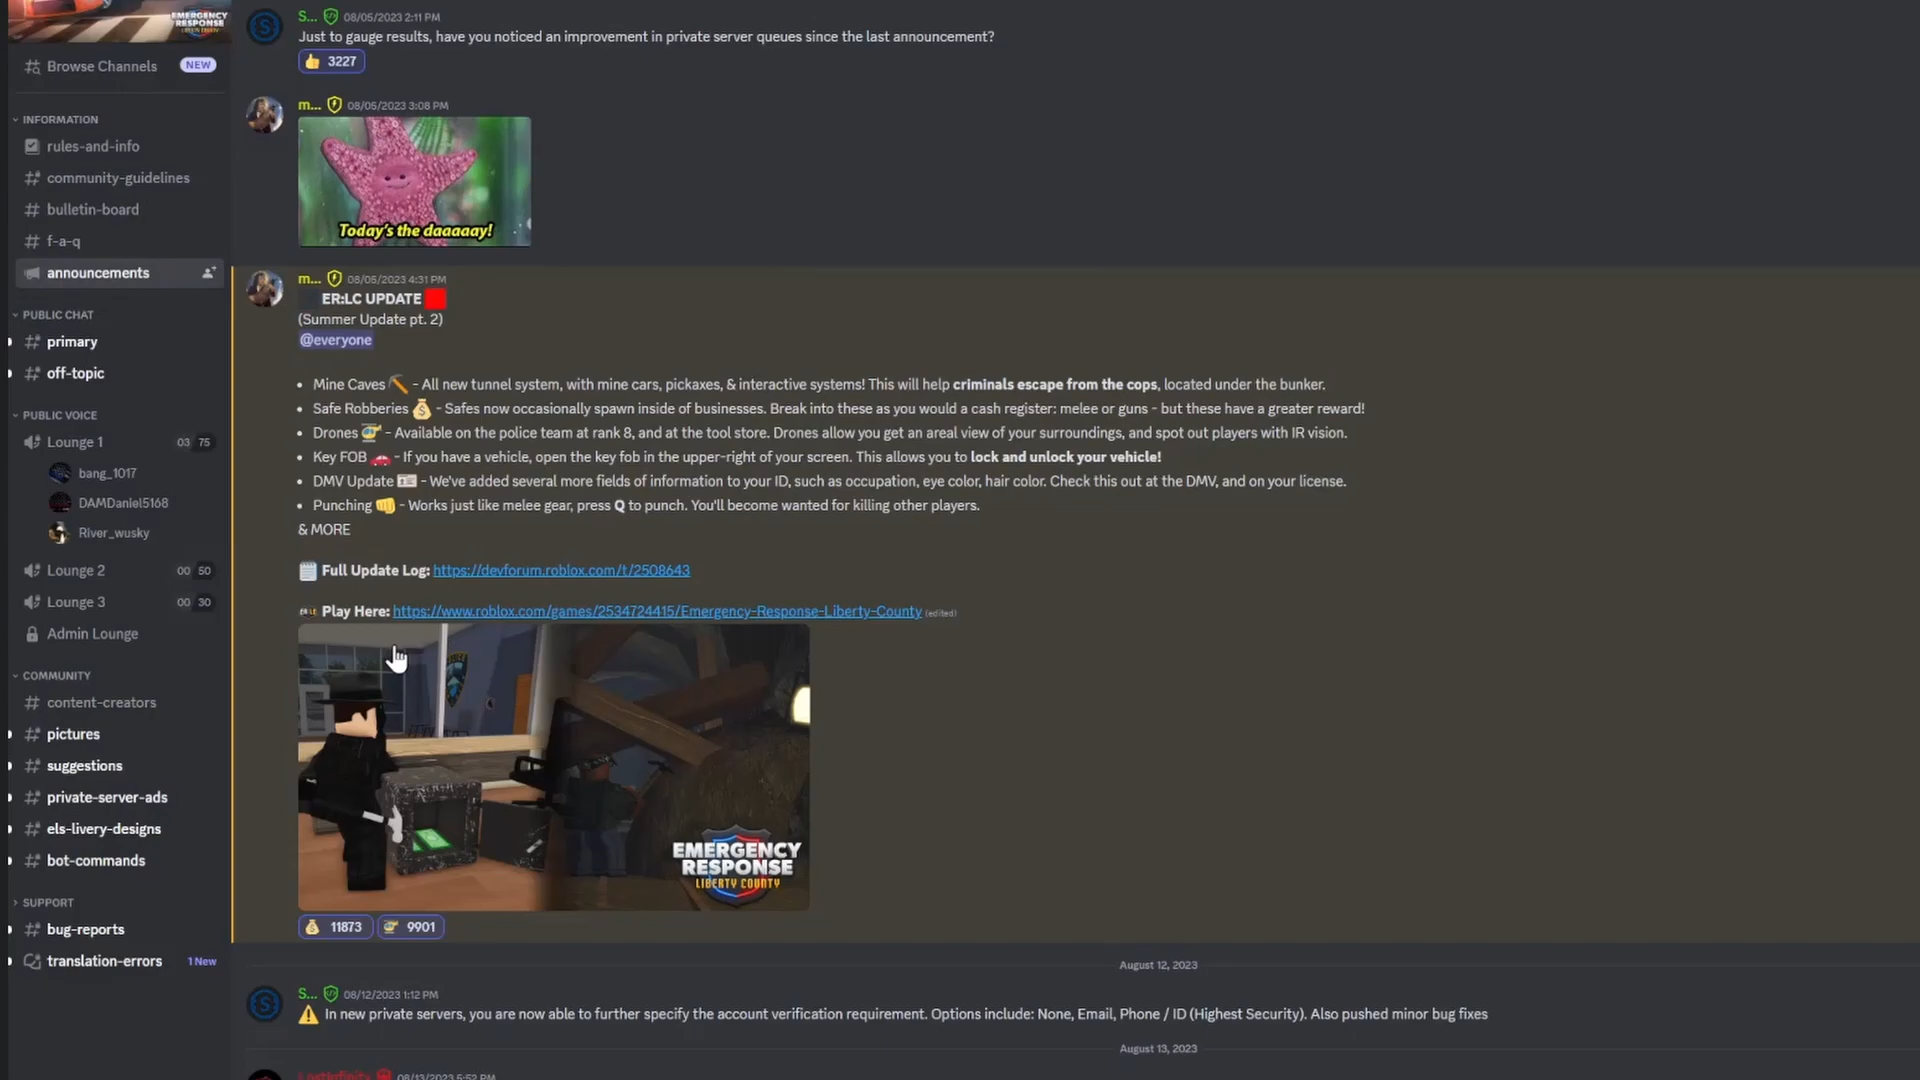 EMERGENCY
RESPONSE
LIBERTY COUNTY
Browse Channels NEW
INFORMATION
rules-and-info
community-guidelines
bulletin-board
f-a-q
announcements
PUBLIC CHAT
primary
off-topic
PUBLIC VOICE
Lounge 1 03 75
bang_1017
DAMDaniel5168
River_wusky
Lounge 2 00 50
Lounge 3 00 30
Admin Lounge
COMMUNITY
content-creators
pictures
suggestions
private-server-ads
els-livery-designs
bot-commands
SUPPORT
bug-reports
translation-errors 1 New
S... 08/05/2023 2:11 PM
Just to gauge results, have you noticed an improvement in private server queues since the last announcement?
👍 3227
m... 08/05/2023 3:08 PM
Today's the daaaaay!
m... 08/05/2023 4:31 PM
ER:LC UPDATE 🟥
(Summer Update pt. 2)
@everyone
• Mine Caves ⛏️ - All new tunnel system, with mine cars, pickaxes, & interactive systems! This will help criminals escape from the cops, located under the bunker.
• Safe Robberies 💰 - Safes now occasionally spawn inside of businesses. Break into these as you would a cash register: melee or guns - but these have a greater reward!
• Drones 🚁 - Available on the police team at rank 8, and at the tool store. Drones allow you get an areal view of your surroundings, and spot out players with IR vision.
• Key FOB 🚗 - If you have a vehicle, open the key fob in the upper-right of your screen. This allows you to lock and unlock your vehicle!
• DMV Update 🪪 - We've added several more fields of information to your ID, such as occupation, eye color, hair color. Check this out at the DMV, and on your license.
• Punching 👊 - Works just like melee gear, press Q to punch. You'll become wanted for killing other players.
& MORE
🗒️ Full Update Log: https://devforum.roblox.com/t/2508643
Play Here: https://www.roblox.com/games/2534724415/Emergency-Response-Liberty-County (edited)
EMERGENCY
RESPONSE
LIBERTY COUNTY
💰 11873 🚁 9901
August 12, 2023
S... 08/12/2023 1:12 PM
⚠️ In new private servers, you are now able to further specify the account verification requirement. Options include: None, Email, Phone / ID (Highest Security). Also pushed minor bug fixes
August 13, 2023
LostInfinity 08/13/2023 5:52 PM